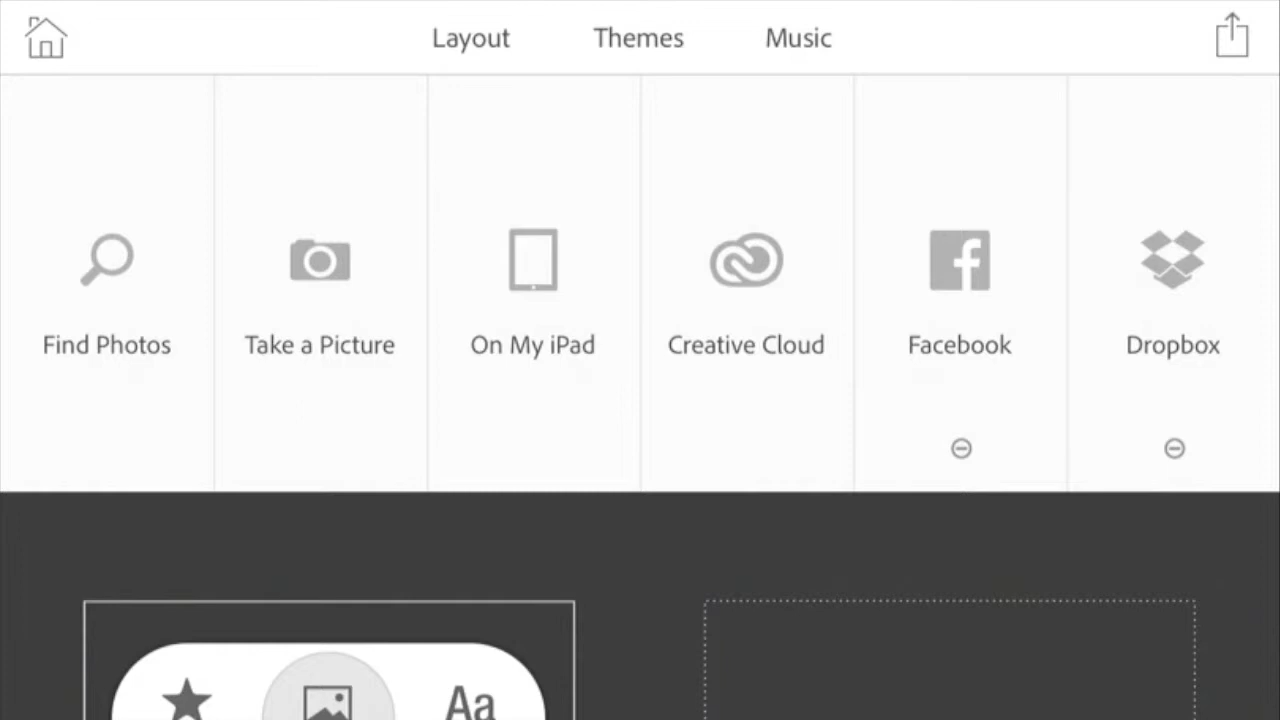 Layout Themes Music
Find Photos Take a Picture On My iPad Creative Cloud Facebook Dropbox
Aa